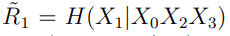 R̃₁ = H(X₁|X₀X₂X₃)